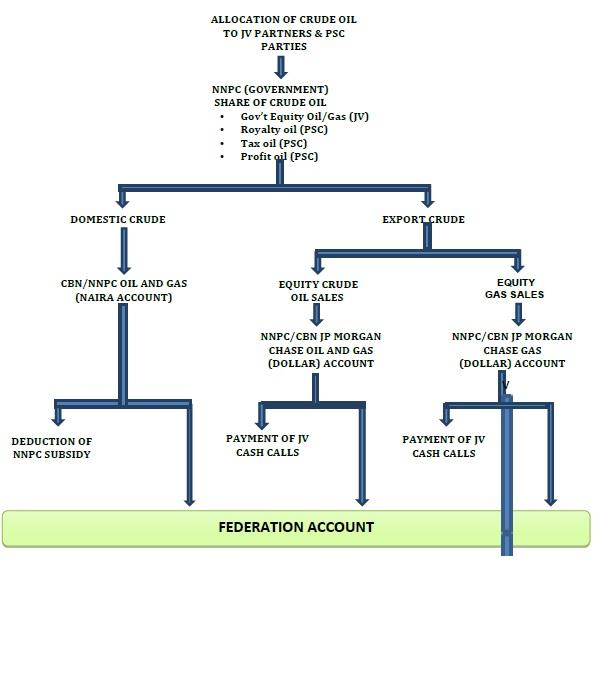 ALLOCATION OF CRUDE OIL
TO JV PARTNERS & PSC
PARTIES
NNPC (GOVERNMENT)
SHARE OF CRUDE OIL
• Gov't Equity Oil/Gas (JV)
• Royalty oil (PSC)
• Tax oil (PSC)
• Profit oil (PSC)
DOMESTIC CRUDE
EXPORT CRUDE
CBN/NNPC OIL AND GAS
(NAIRA ACCOUNT)
EQUITY CRUDE
OIL SALES
EQUITY
GAS SALES
NNPC/CBN JP MORGAN
CHASE OIL AND GAS
(DOLLAR) ACCOUNT
NNPC/CBN JP MORGAN
CHASE GAS
(DOLLAR) ACCOUNT
V
DEDUCTION OF
NNPC SUBSIDY
PAYMENT OF JV
CASH CALLS
PAYMENT OF JV
CASH CALLS
FEDERATION ACCOUNT